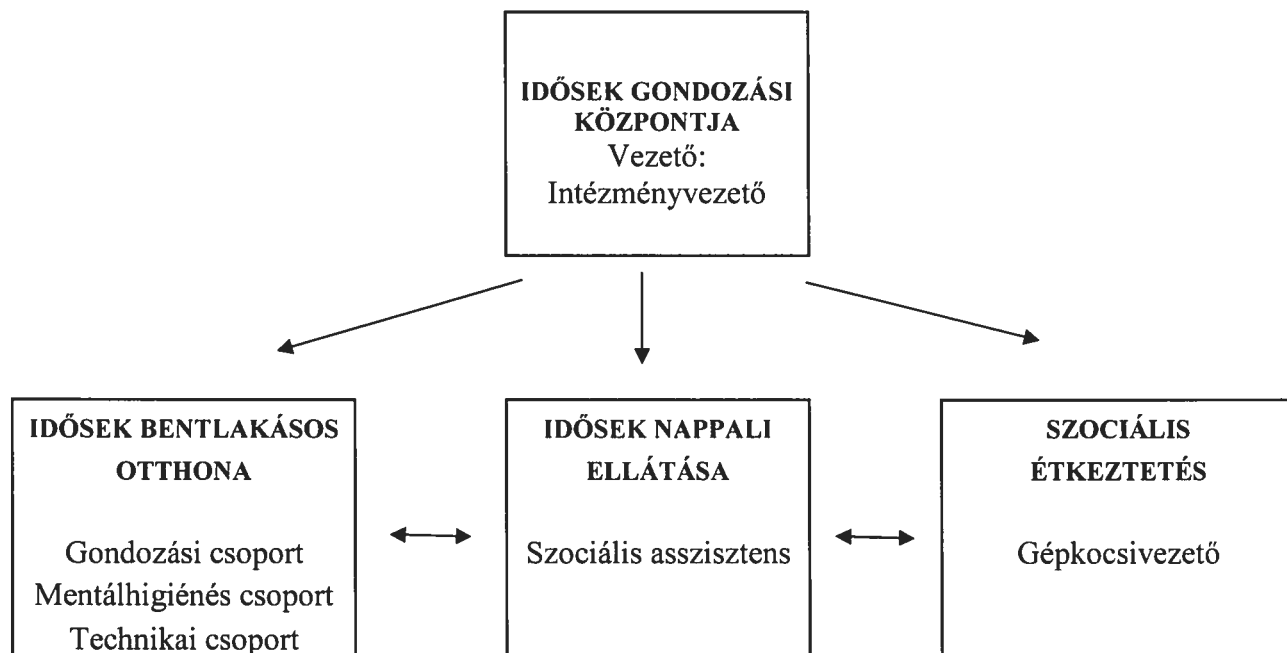 IDŐSEK GONDOZÁSI
KÖZPONTJA
Vezető:
Intézményvezető
IDŐSEK BENTLAKÁSOS
OTTHONA
Gondozási csoport
Mentálhigiénés csoport
Technikai csoport
IDŐSEK NAPPALI
ELLÁTÁSA
Szociális asszisztens
SZOCIÁLIS
ÉTKEZTETÉS
Gépkocsivezető